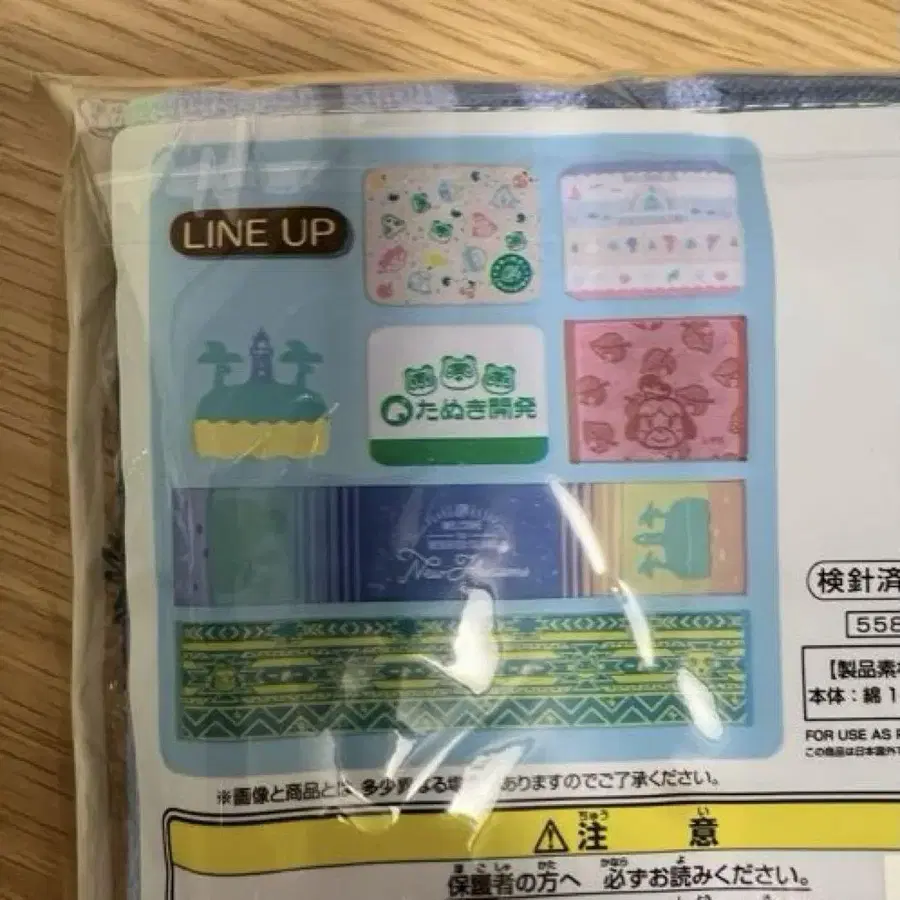 LINE UP
たぬき開発
New Horizons
検針済
558
【製品素材
本体：綿 1
FOR USE AS
この商品は日本国外
※画像と商品とは 多少異なる場 ありますのでご了承ください。
⚠注意
ちゅう い
保護者の方へ 必ずお読みください。
ほごしゃ かた かなら よ